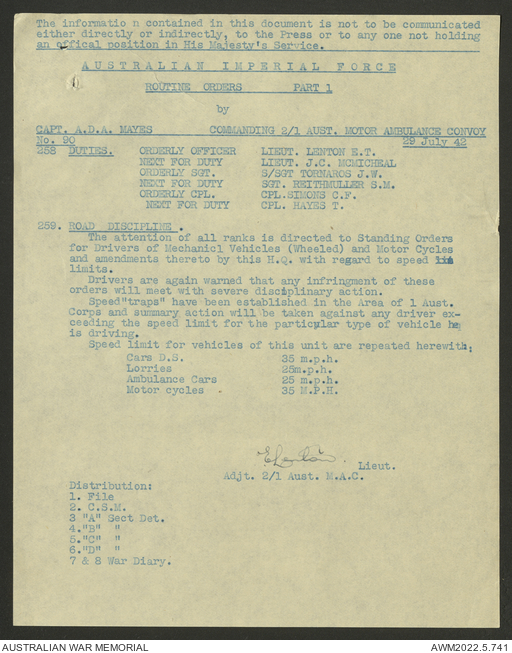 The informatio n contained in this document is not to be communicated
either directly or indirectly, to the Press or to any one not holding
an offical position in His Majesty's Service.
AUSTRALIAN IMPERIAL FORCE
ROUTINE ORDERS PART 1
by
CAPT. A.D.A. MAYES COMMANDING 2/1 AUST. MOTOR AMBULANCE CONVOY
No. 90 29 July 42
258 DUTIES. ORDERLY OFFICER LIEUT. LENTON E.T.
NEXT FOR DUTY LIEUT. J.C. MCMICHEAL
ORDERLY SGT. S/SGT TORNAROS J.W.
NEXT FOR DUTY SGT. REITHMULLER S.M.
ORDERLY CPL. CPL.SIMONS C.F.
NEXT FOR DUTY CPL. HAYES T.
259. ROAD DISCIPLINE .
The attention of all ranks is directed to Standing Orders
for Drivers of Mechanicl Vehicles (Wheeled) and Motor Cycles
and amendments thereto by this H.Q. with regard to speed
limits.
Drivers are again warned that any infringment of these
orders will meet with severe disciplinary action.
Speed"traps" have been established in the Area of 1 Aust.
Corps and summary action will be taken against any driver ex-
ceeding the speed limit for the particular type of vehicle he
is driving.
Speed limit for vehicles of this unit are repeated herewith;
Cars D.S. 35 m.p.h.
Lorries 25m.p.h.
Ambulance Cars 25 m.p.h.
Motor cycles 35 M.P.H.
ELenton. Lieut.
Adjt. 2/1 Aust. M.A.C.
Distribution:
1. File
2. C.S.M.
3 "A" Sect Det.
4."B" "
5."C" "
6."D" "
7 & 8 War Diary.
AUSTRALIAN WAR MEMORIAL AWM2022.5.741